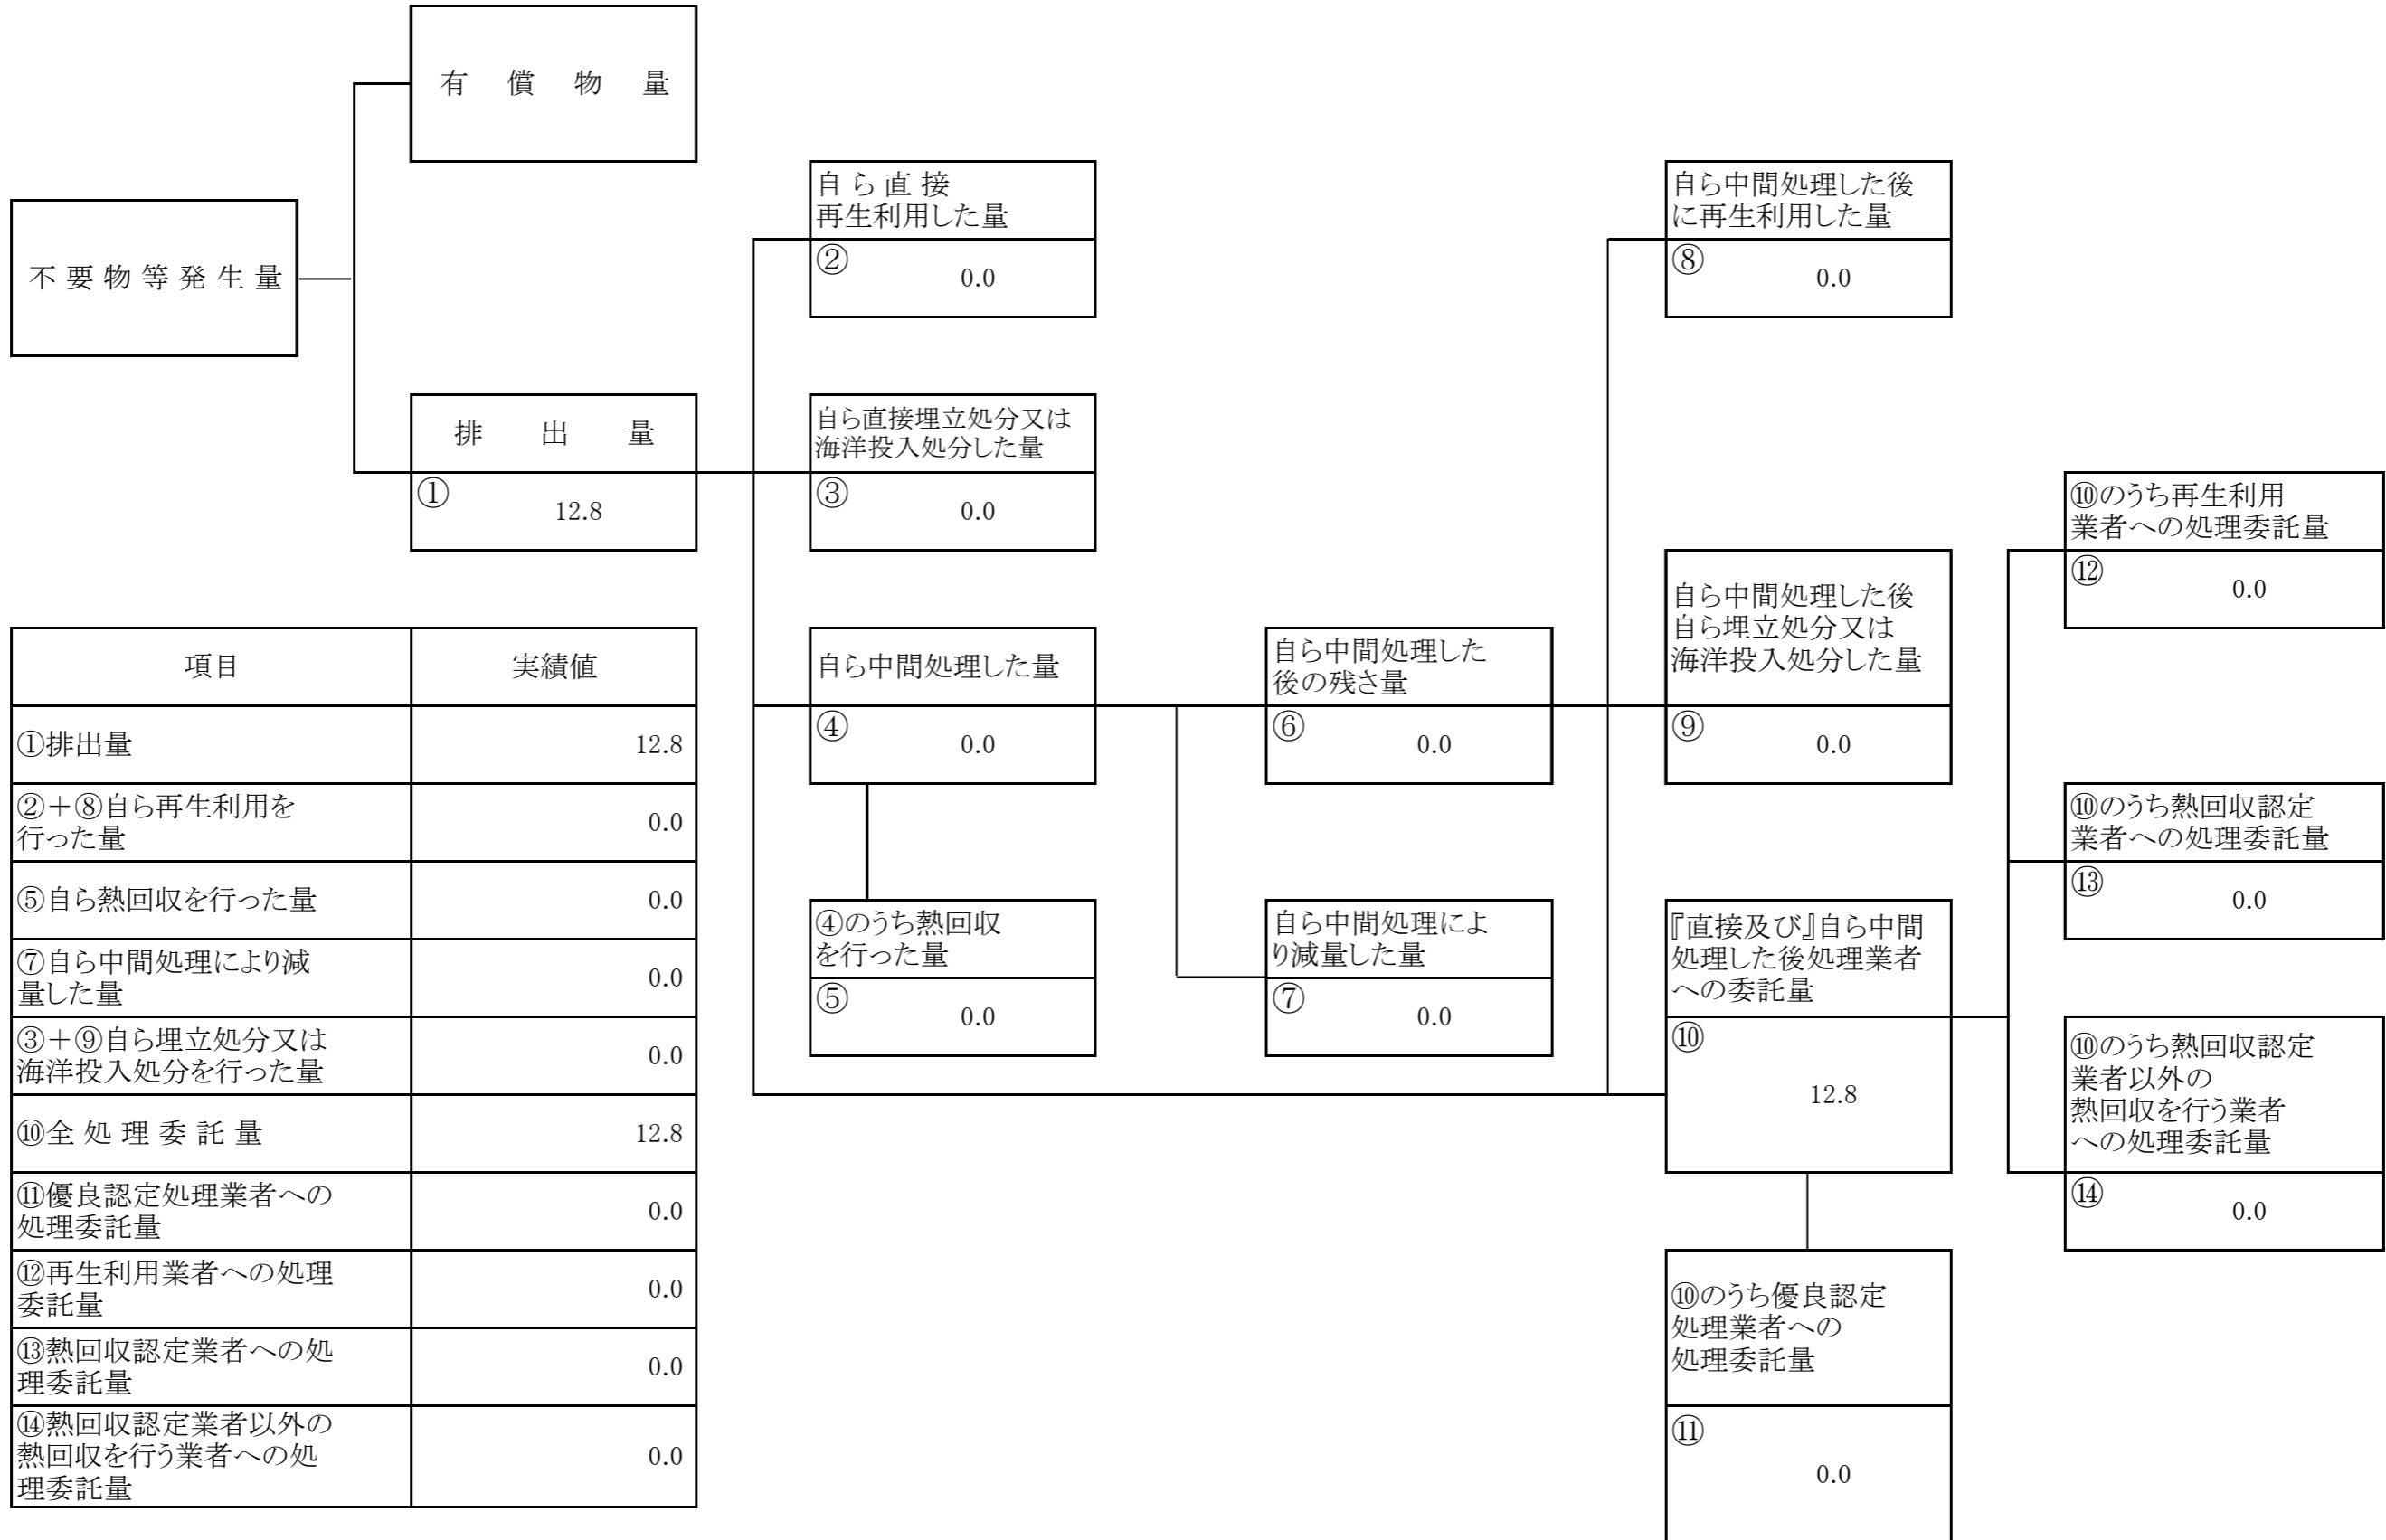 有償物量
不要物等発生量
排出量
①
12.8
自ら直接
再生利用した量
②
0.0
自ら直接埋立処分又は
海洋投入処分した量
③
0.0
自ら中間処理した量
④
0.0
④のうち熱回収
を行った量
⑤
0.0
自ら中間処理した
後の残さ量
⑥
0.0
自ら中間処理によ
り減量した量
⑦
0.0
自ら中間処理した後
に再生利用した量
⑧
0.0
自ら中間処理した後
自ら埋立処分又は
海洋投入処分した量
⑨
0.0
『直接及び』自ら中間
処理した後処理業者
への委託量
⑩
12.8
⑩のうち優良認定
処理業者への
処理委託量
⑪
0.0
⑩のうち再生利用
業者への処理委託量
⑫
0.0
⑩のうち熱回収認定
業者への処理委託量
⑬
0.0
⑩のうち熱回収認定
業者以外の
熱回収を行う業者
への処理委託量
⑭
0.0
項目 実績値
①排出量 12.8
②＋⑧自ら再生利用を
行った量 0.0
⑤自ら熱回収を行った量 0.0
⑦自ら中間処理により減
量した量 0.0
③＋⑨自ら埋立処分又は
海洋投入処分を行った量 0.0
⑩全処理委託量 12.8
⑪優良認定処理業者への
処理委託量 0.0
⑫再生利用業者への処理
委託量 0.0
⑬熱回収認定業者への処
理委託量 0.0
⑭熱回収認定業者以外の
熱回収を行う業者への処
理委託量 0.0